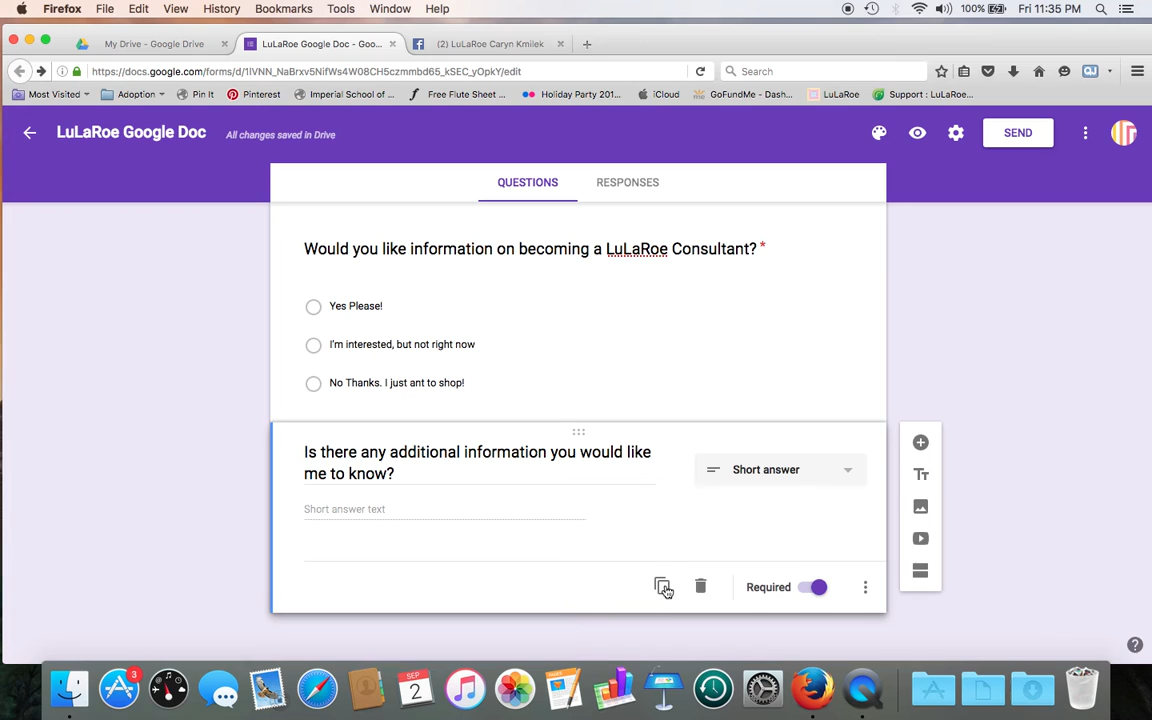 Firefox File Edit View History Bookmarks Tools Window Help 100% Fri 11:35 PM
My Drive - Google Drive × LuLaRoe Google Doc - Goo... × (2) LuLaRoe Caryn Kmilek × +
https://docs.google.com/forms/d/1lVNN_NaBrxv5NifWs4W08CH5czmmbd65_kSEC_yOpkY/edit Search
Most Visited Adoption Pin It Pinterest Imperial School of ... Free Flute Sheet ... Holiday Party 201... iCloud GoFundMe - Dash... LuLaRoe Support : LuLaRoe...
LuLaRoe Google Doc All changes saved in Drive SEND
QUESTIONS RESPONSES
Would you like information on becoming a LuLaRoe Consultant? *
Yes Please!
I'm interested, but not right now
No Thanks. I just ant to shop!
Is there any additional information you would like
me to know?
Short answer
Short answer text
Required
3
SEP
2